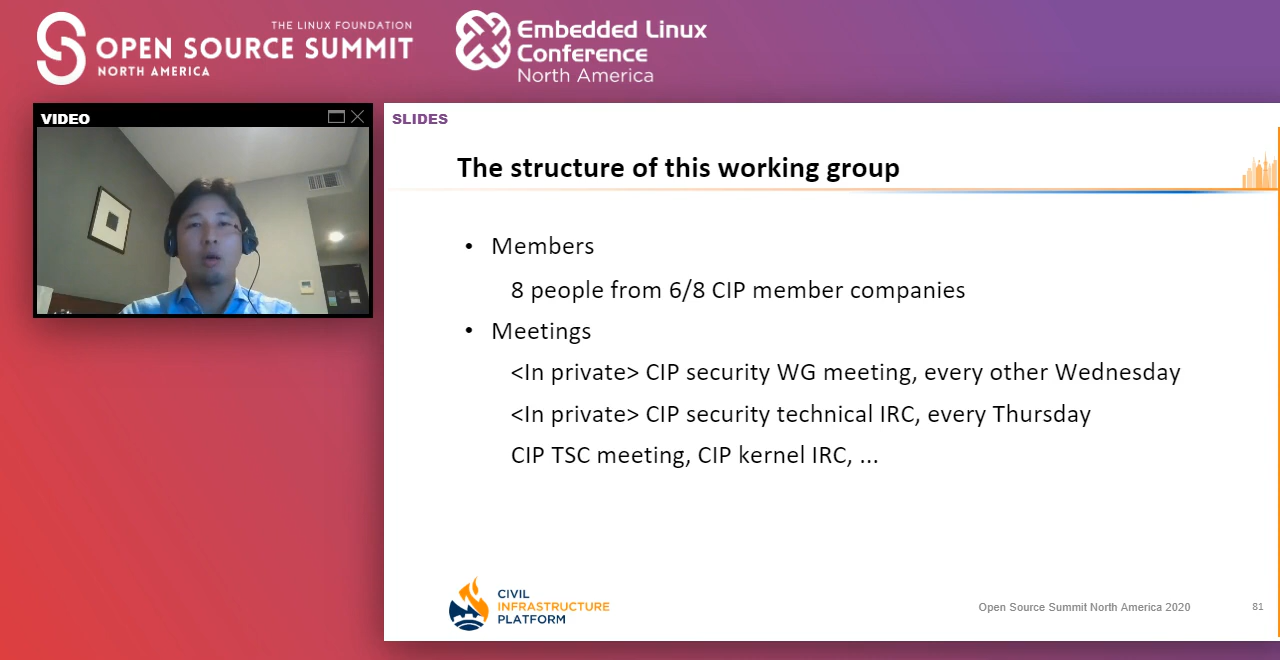 THE LINUX FOUNDATION
OPEN SOURCE SUMMIT
NORTH AMERICA
Embedded Linux
Conference
North America
VIDEO
SLIDES
The structure of this working group
• Members
8 people from 6/8 CIP member companies
• Meetings
<In private> CIP security WG meeting, every other Wednesday
<In private> CIP security technical IRC, every Thursday
CIP TSC meeting, CIP kernel IRC, ...
CIVIL
INFRASTRUCTURE
PLATFORM
Open Source Summit North America 2020
81